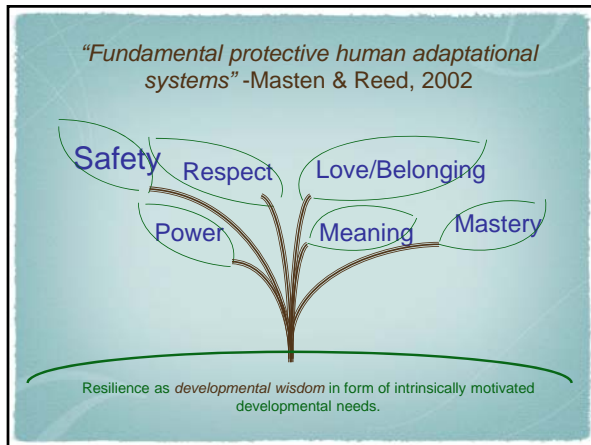 “Fundamental protective human adaptational
systems” -Masten & Reed, 2002
Safety
Respect
Love/Belonging
Power
Meaning
Mastery
Resilience as developmental wisdom in form of intrinsically motivated
developmental needs.